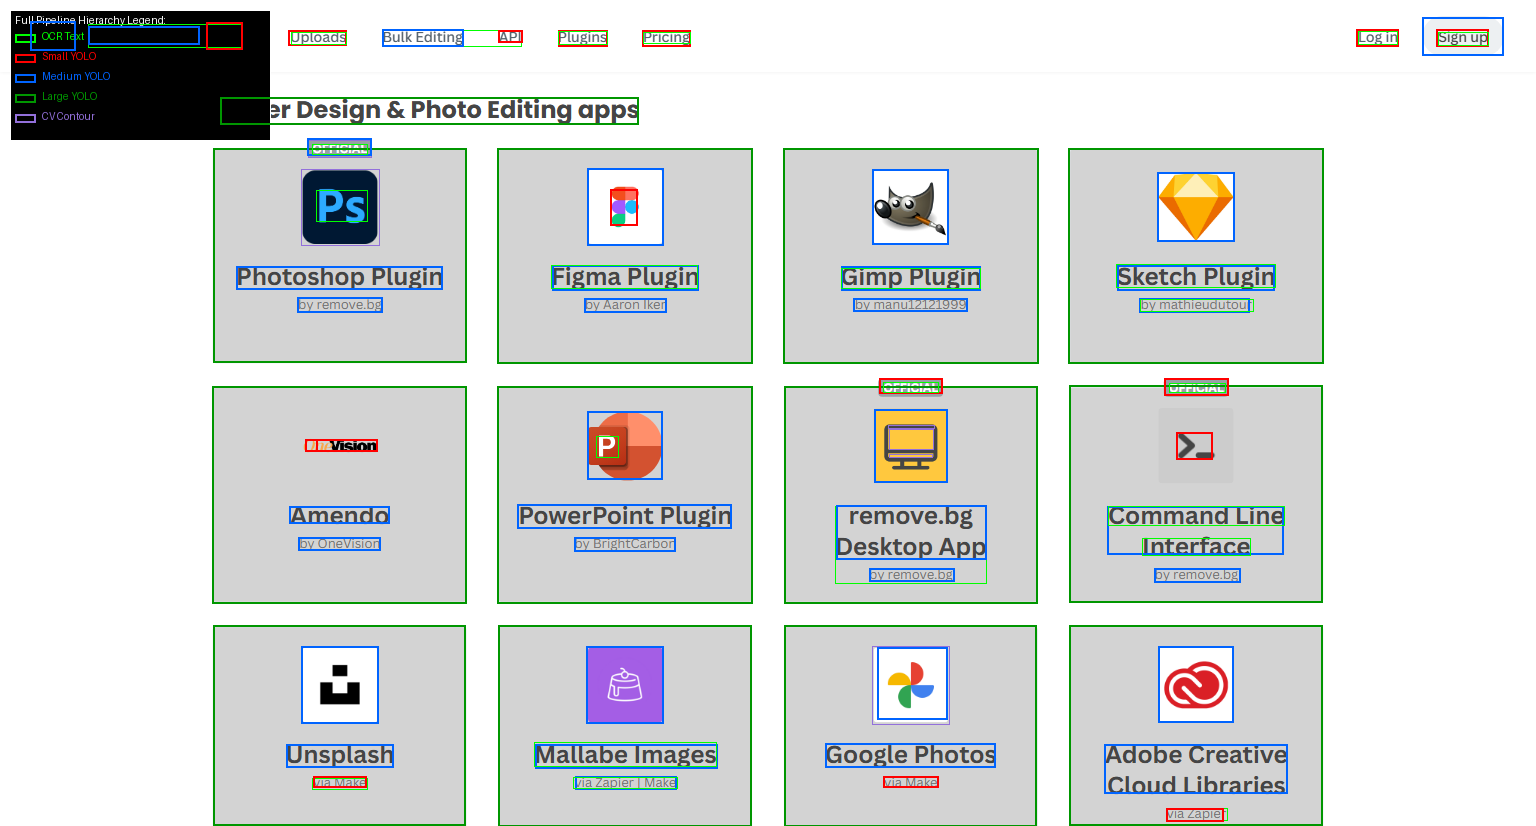 Full Pipeline Hierarchy Legend:
OCR Text
Small YOLO
Medium YOLO
Large YOLO
CV Contour
Uploads
Bulk Editing
API
Plugins
Pricing
Log in
Sign up
er Design & Photo Editing apps
OFFICIAL
Ps
Photoshop Plugin
by remove.bg
Figma Plugin
by Aaron Iker
Gimp Plugin
by manu12121999
Sketch Plugin
by mathieudutour
Vision
Amendo
by OneVision
P
PowerPoint Plugin
by BrightCarbon
OFFICIAL
remove.bg
Desktop App
by remove.bg
OFFICIAL
Command Line
Interface
by remove.bg
Unsplash
via Make
Mallabe Images
via Zapier | Make
Google Photos
via Make
Adobe Creative
Cloud Libraries
via Zapier